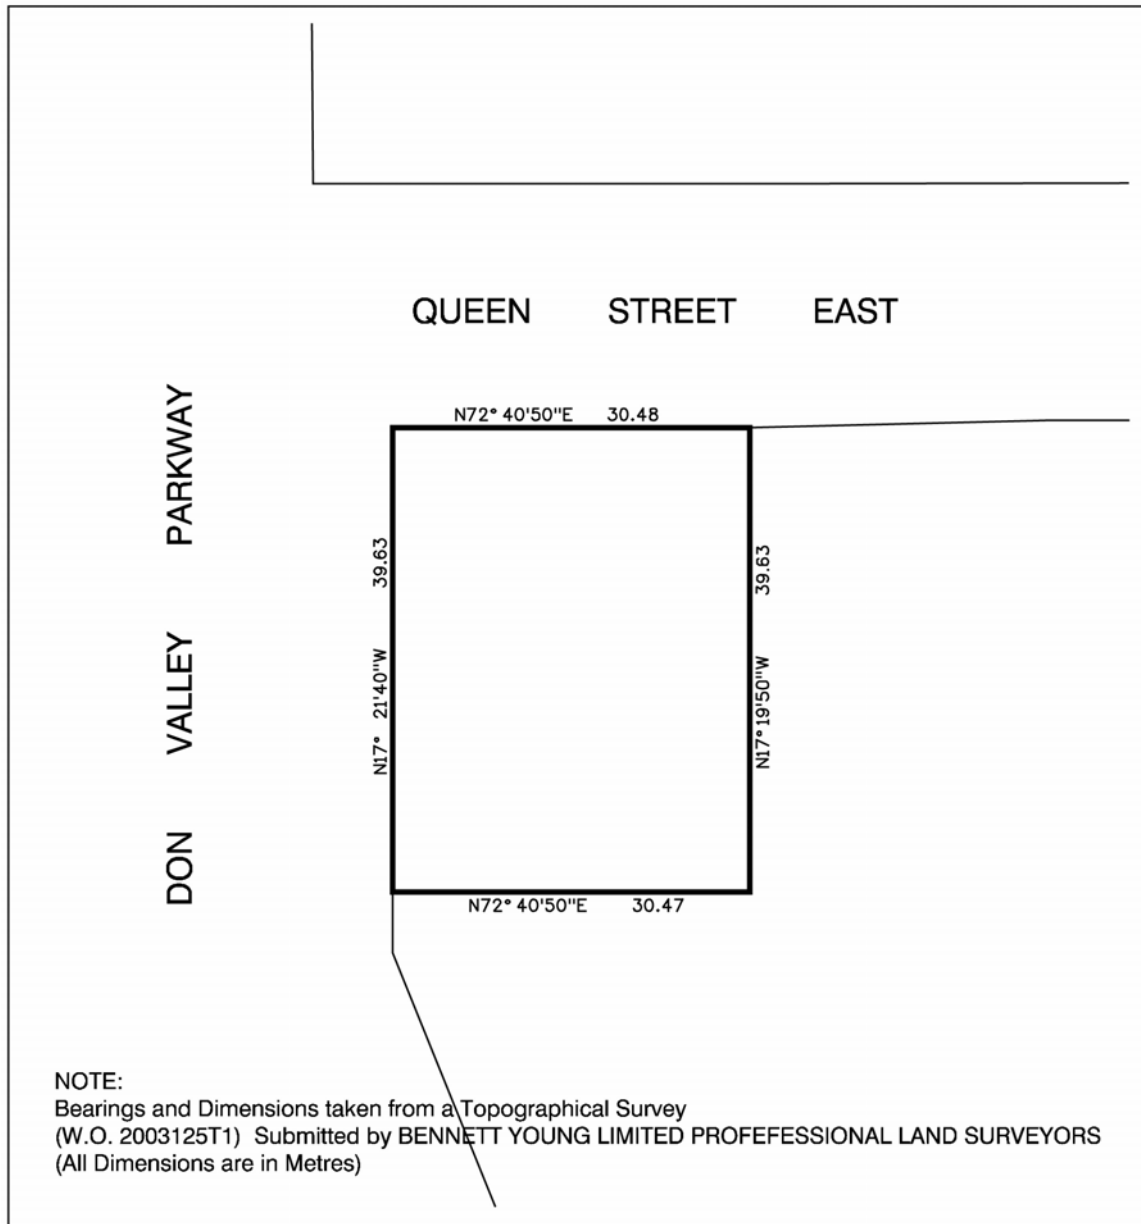 QUEEN STREET EAST
DON VALLEY PARKWAY
N72° 40'50"E 30.48
N17° 21'40"W 39.63
N17° 19'50"W 39.63
N72° 40'50"E 30.47
NOTE:
Bearings and Dimensions taken from a Topographical Survey
(W.O. 2003125T1) Submitted by BENNETT YOUNG LIMITED PROFEFESSIONAL LAND SURVEYORS
(All Dimensions are in Metres)